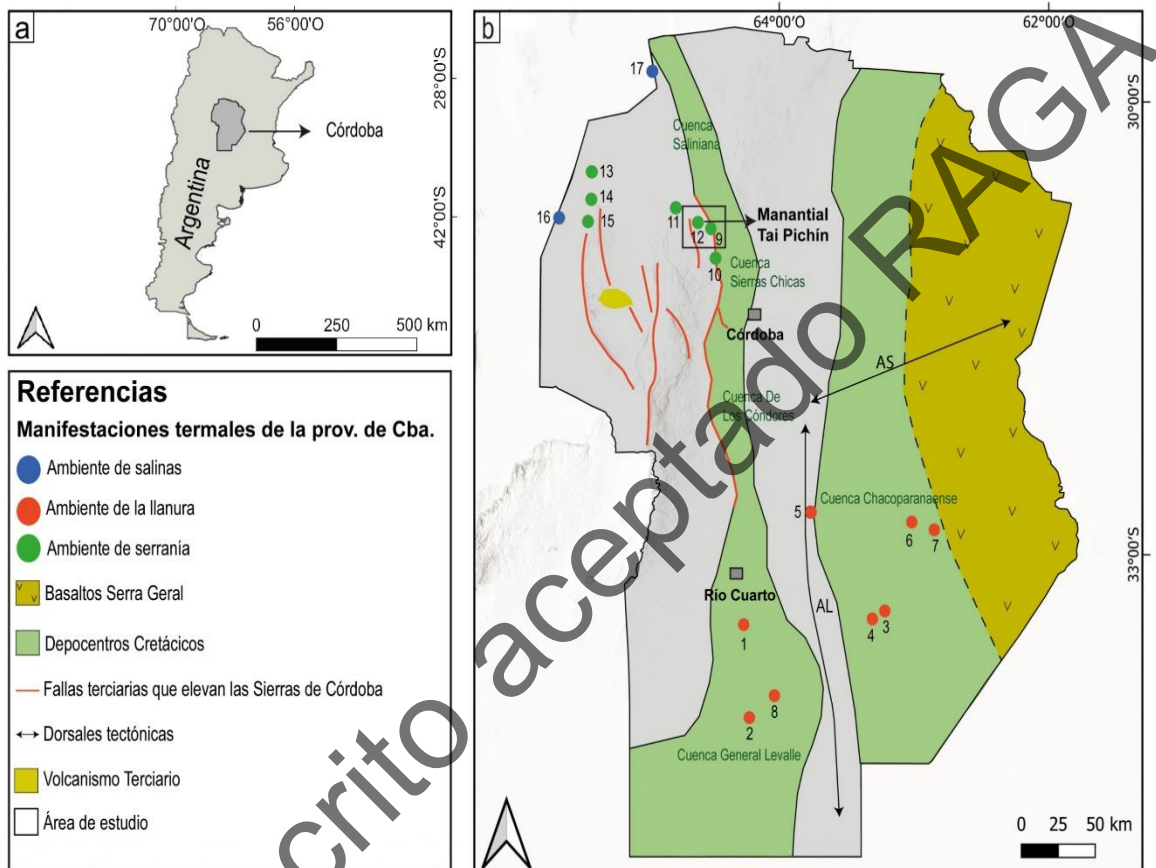 a
70°00'O
56°00'O
28°00'S
42°00'S
Córdoba
Argentina
0 250 500 km
Referencias
Manifestaciones termales de la prov. de Cba.
Ambiente de salinas
Ambiente de la llanura
Ambiente de serranía
Basaltos Serra Geral
Depocentros Cretácicos
Fallas terciarias que elevan las Sierras de Córdoba
Dorsales tectónicas
Volcanismo Terciario
Área de estudio
b
64°00'O
62°00'O
30°00'S
33°00'S
17
Cuenca
Saliniana
13
14
15
16
11
12
9
10
Manantial
Tai Pichín
Cuenca
Sierras Chicas
Córdoba
AS
Cuenca De
Los Cóndores
Cuenca Chacoparanaense
5
6
7
Río Cuarto
AL
4
3
1
8
2
Cuenca General Levalle
0 25 50 km
crito aceptado RAGA